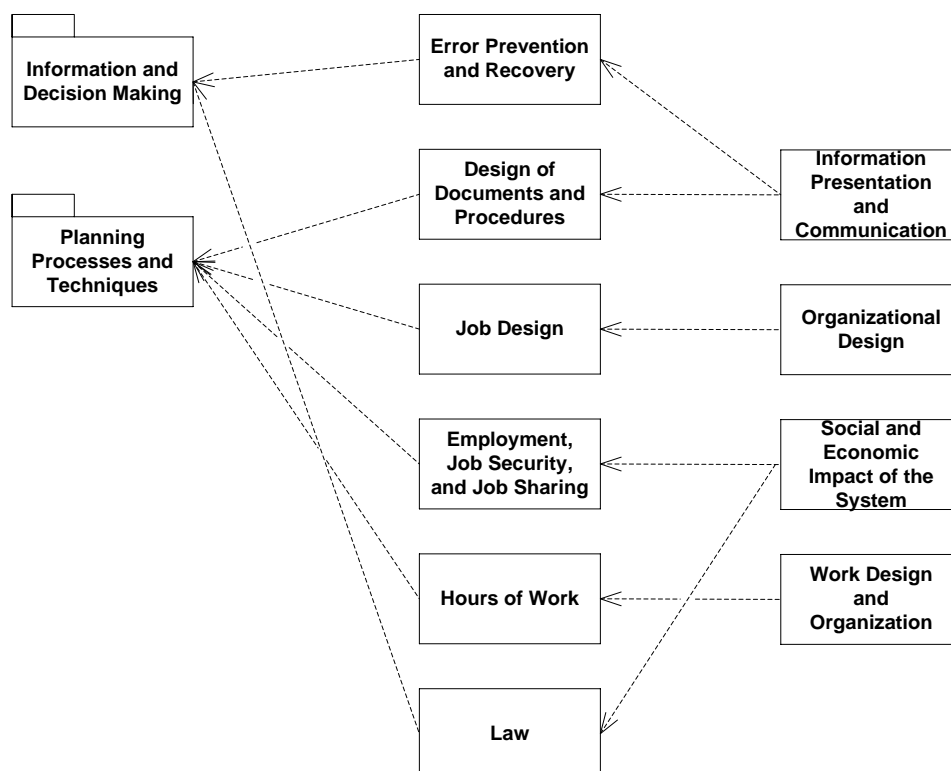 Information and
Decision Making
Error Prevention
and Recovery
Planning
Processes and
Techniques
Design of
Documents and
Procedures
Information
Presentation
and
Communication
Job Design
Organizational
Design
Employment,
Job Security,
and Job Sharing
Social and
Economic
Impact of the
System
Hours of Work
Work Design
and
Organization
Law